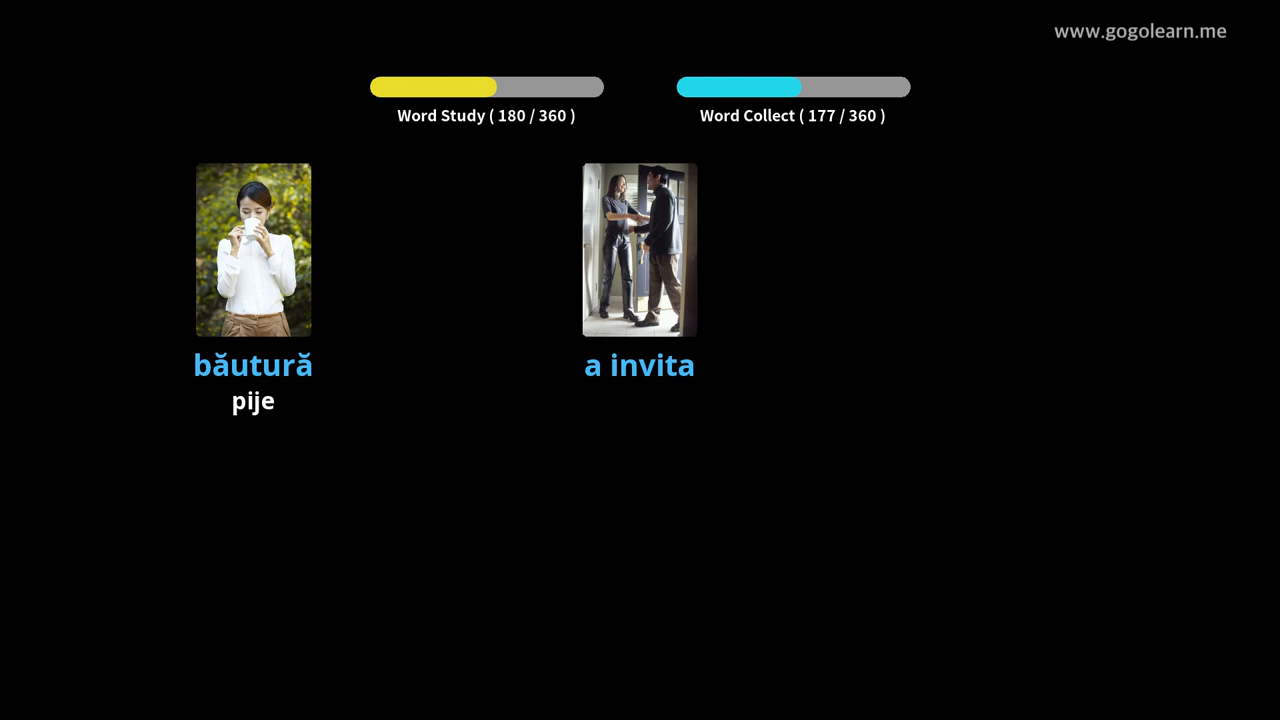 www.gogolearn.me
Word Study ( 180 / 360 )
Word Collect ( 177 / 360 )
băutură
pije
a invita